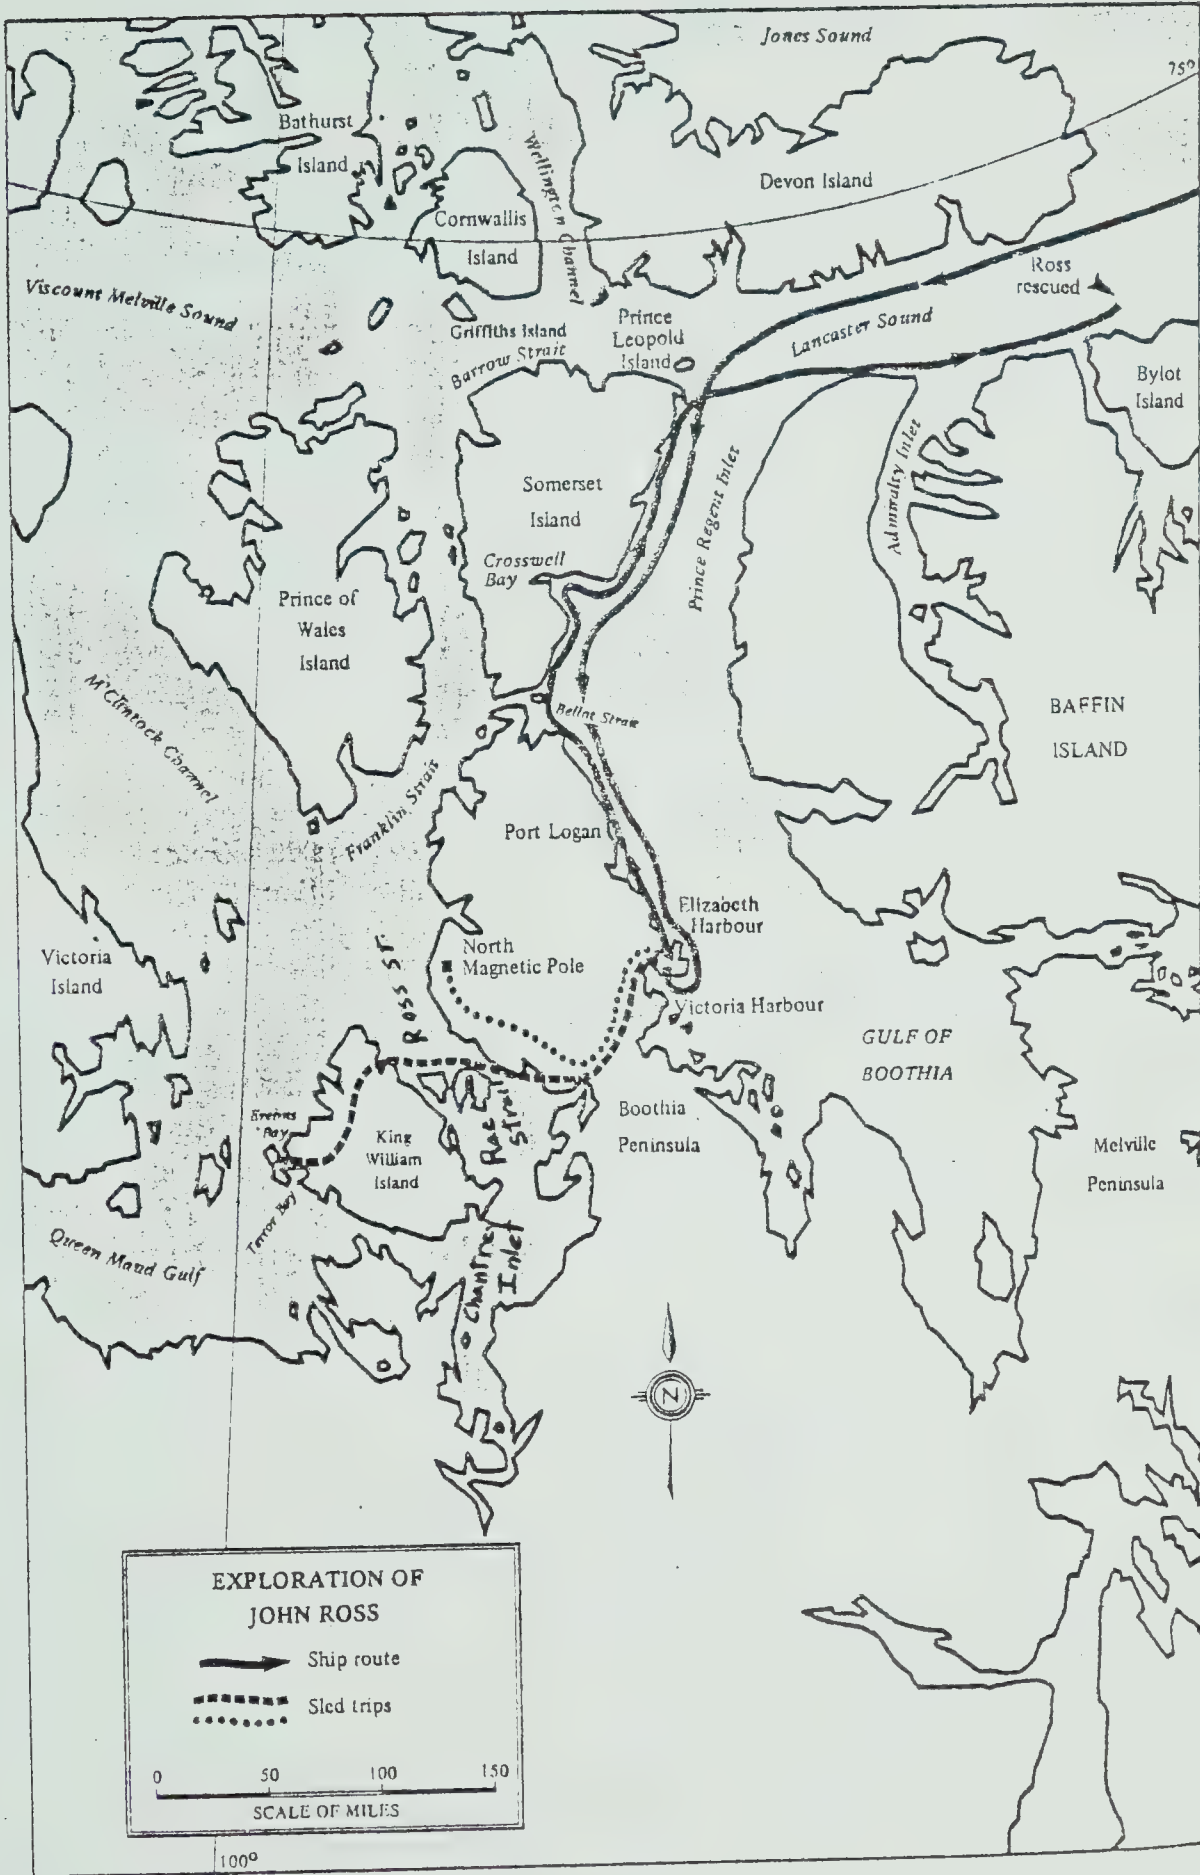 Jones Sound
75°
Bathurst
Island
Wellington Channel
Devon Island
Cornwallis
Island
Viscount Melville Sound
Ross
rescued
Griffiths Island
Barrow Strait
Prince
Leopold
Island
Lancaster Sound
Bylot
Island
Somerset
Island
Prince Regent Inlet
Admiralty Inlet
Crosswell
Bay
Prince of
Wales
Island
M'Clintock Channel
Bellot Strait
BAFFIN
ISLAND
Franklin Strait
Port Logan
Elizabeth
Harbour
Victoria
Island
Ross St.
North
Magnetic Pole
Victoria Harbour
GULF OF
BOOTHIA
Erebus
Bay
King
William
Island
Rae
Strait
Boothia
Peninsula
Melville
Peninsula
Terror Bay
Queen Maud Gulf
Chantrey
Inlet
N
EXPLORATION OF
JOHN ROSS
Ship route
Sled trips
0 50 100 150
SCALE OF MILES
100°